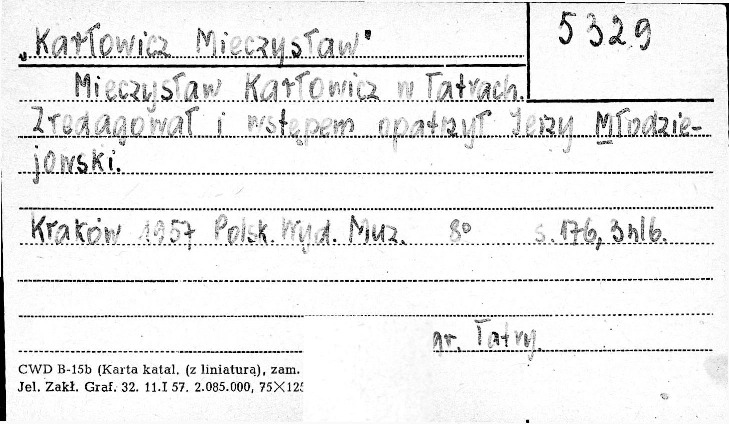 „Karłowicz Mieczysław"
5329
Mieczysław Karłowicz w Tatrach.
Zredagował i wstępem opatrzył Jerzy Młodzie-
jowski.
Kraków 1957 Polsk. Wyd. Muz. 8° s. 176, 3 nlb.
gr. Tatry.
CWD B-15b (Karta katal. (z liniaturą), zam.
Jel. Zakł. Graf. 32. 11.I 57. 2.085.000, 75×125